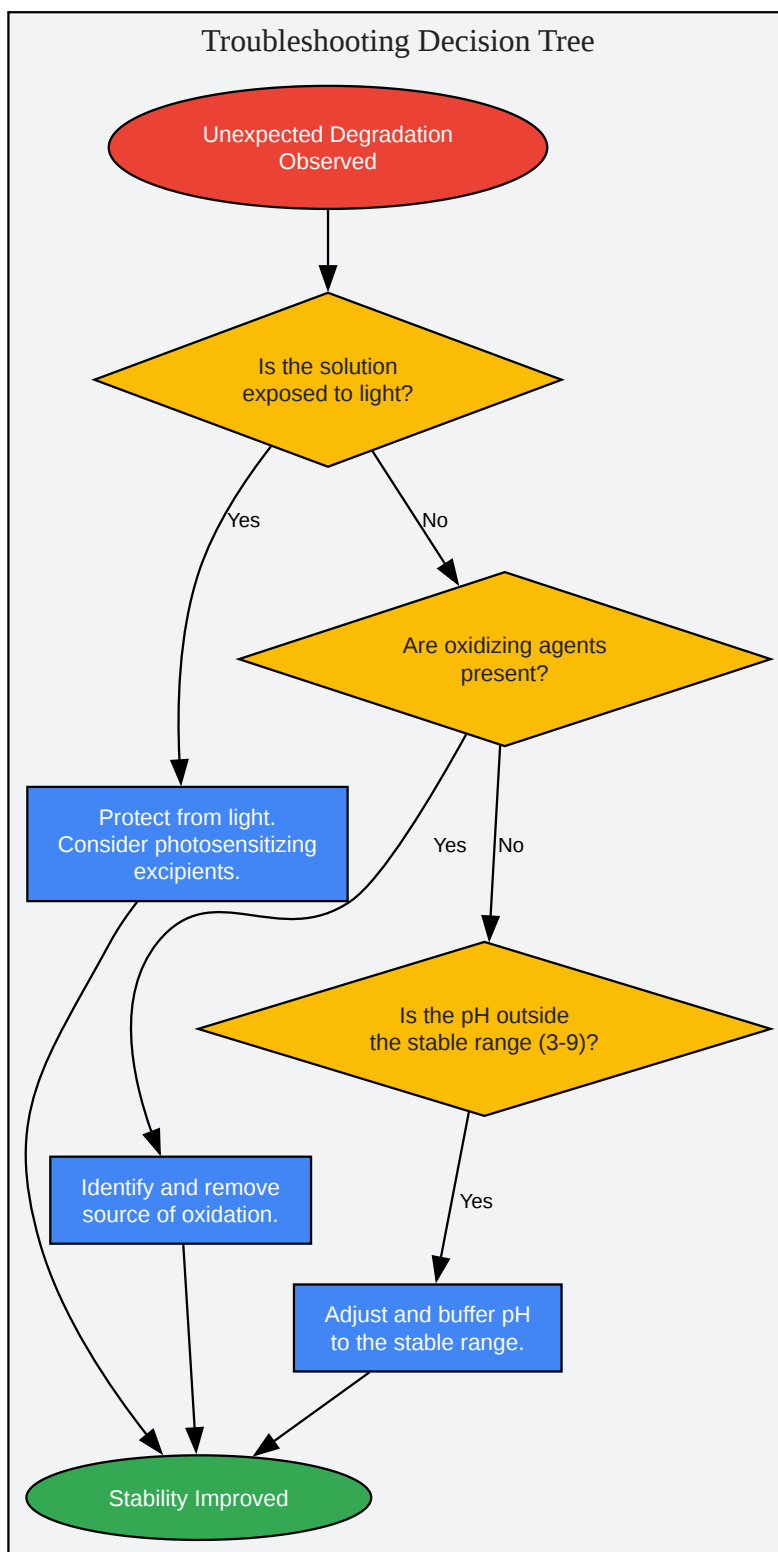 Troubleshooting Decision Tree
Unexpected Degradation
Observed
Is the solution
exposed to light?
Yes
No
Are oxidizing agents
present?
Protect from light.
Consider photosensitizing
excipients.
Yes
No
Is the pH outside
the stable range (3-9)?
Identify and remove
source of oxidation.
Yes
Adjust and buffer pH
to the stable range.
Stability Improved